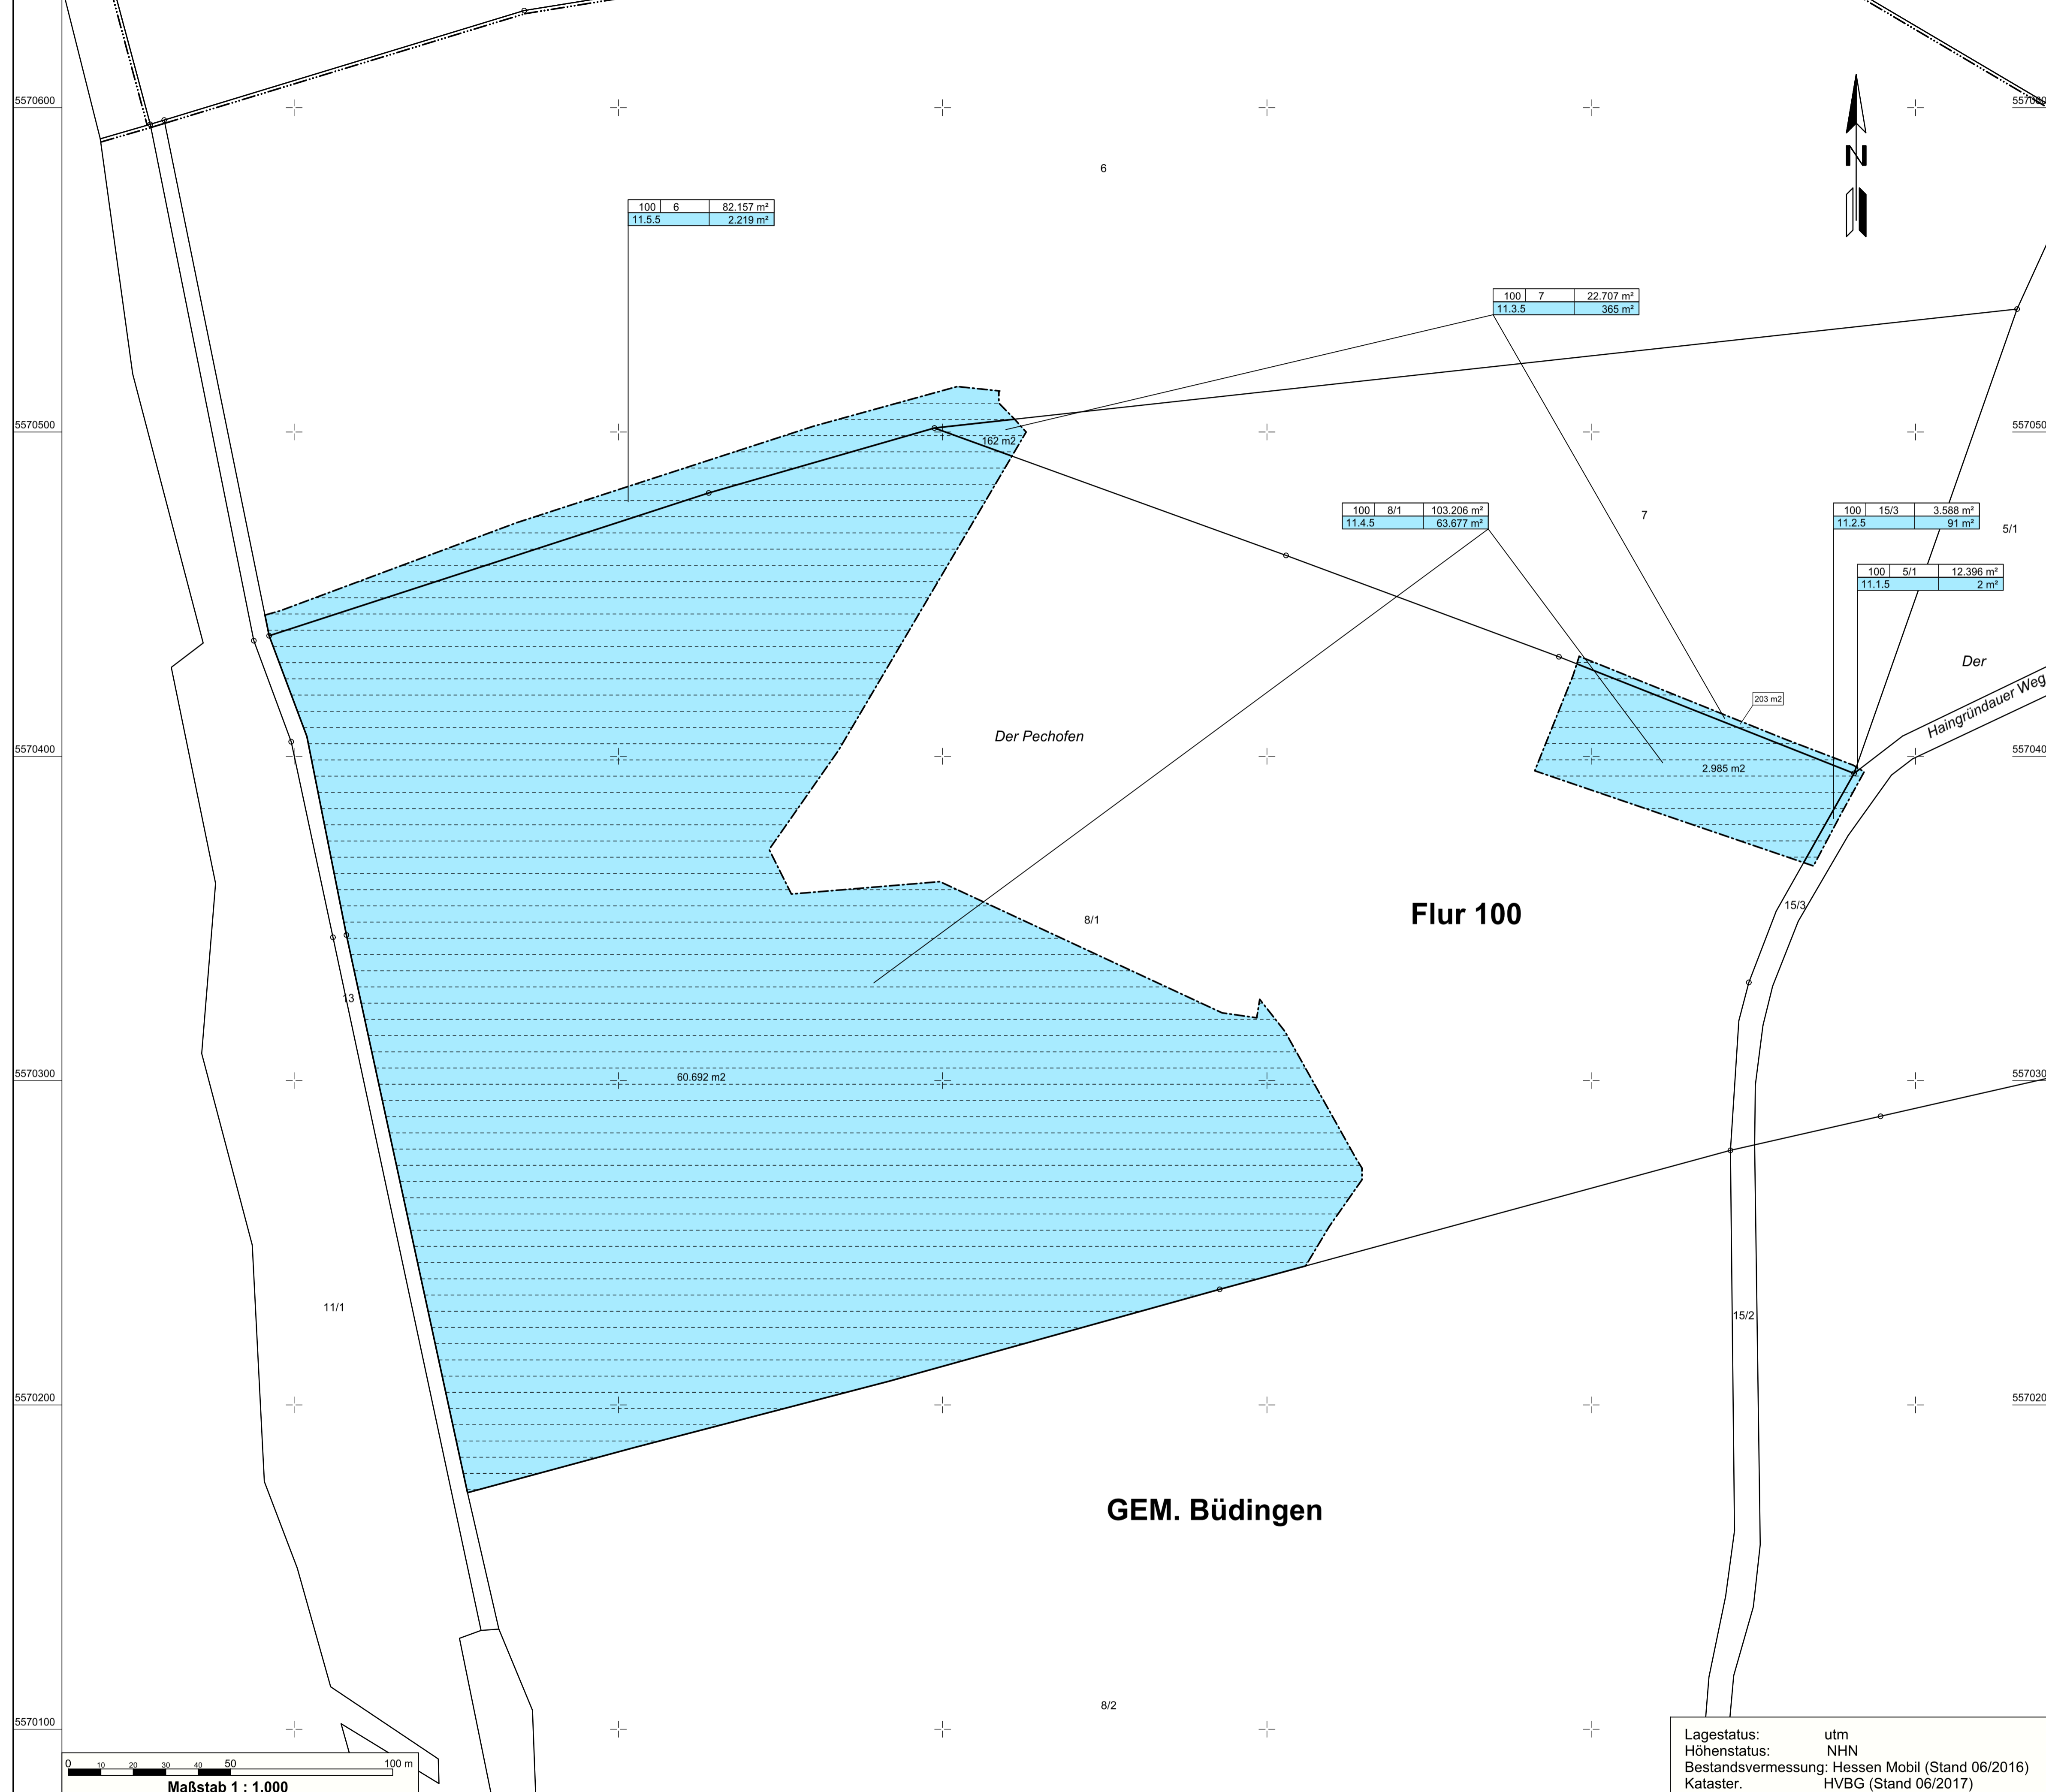 5570600
557060
N
6
100 6 82.157 m²
11.5.5 2.219 m²
100 7 22.707 m²
11.3.5 365 m²
5570500
557050
162 m2
100 8/1 103.206 m²
11.4.5 63.677 m²
7
100 15/3 3.588 m²
11.2.5 91 m²
5/1
100 5/1 12.396 m²
11.1.5 2 m²
Der
203 m2
Haingründauer Weg
Der Pechofen
5570400
557040
2.985 m2
Flur 100
15/3
8/1
13
60.692 m2
5570300
557030
11/1
15/2
5570200
557020
GEM. Büdingen
8/2
5570100
0 10 20 30 40 50 100 m
Maßstab 1 : 1.000
Lagestatus: utm
Höhenstatus: NHN
Bestandsvermessung: Hessen Mobil (Stand 06/2016)
Kataster. HVBG (Stand 06/2017)